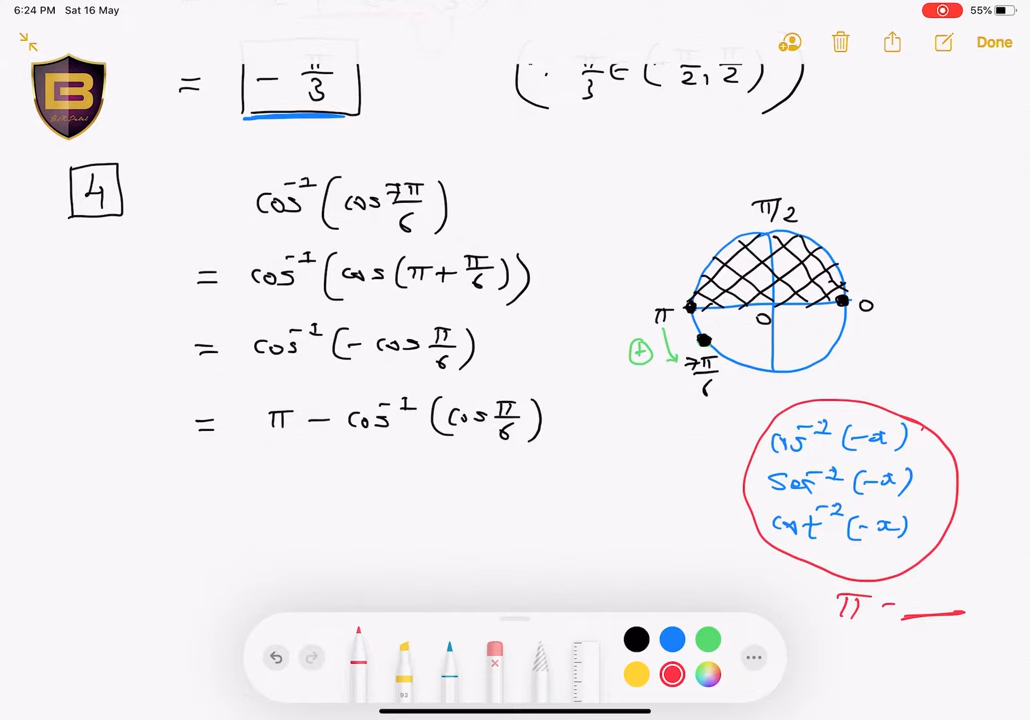 6:24 PM Sat 16 May
55%
Done
B
= - π/3 (∵ π/3 ∈ (-π/2, π/2))
4
cos⁻¹(cos 7π/6)
= cos⁻¹(cos(π+π/6))
= cos⁻¹(- cos π/6)
= π - cos⁻¹(cos π/6)
π/2
π
0
0
+
7π/6
cos⁻¹(-x)
sec⁻¹(-x)
cot⁻¹(-x)
π - __
93